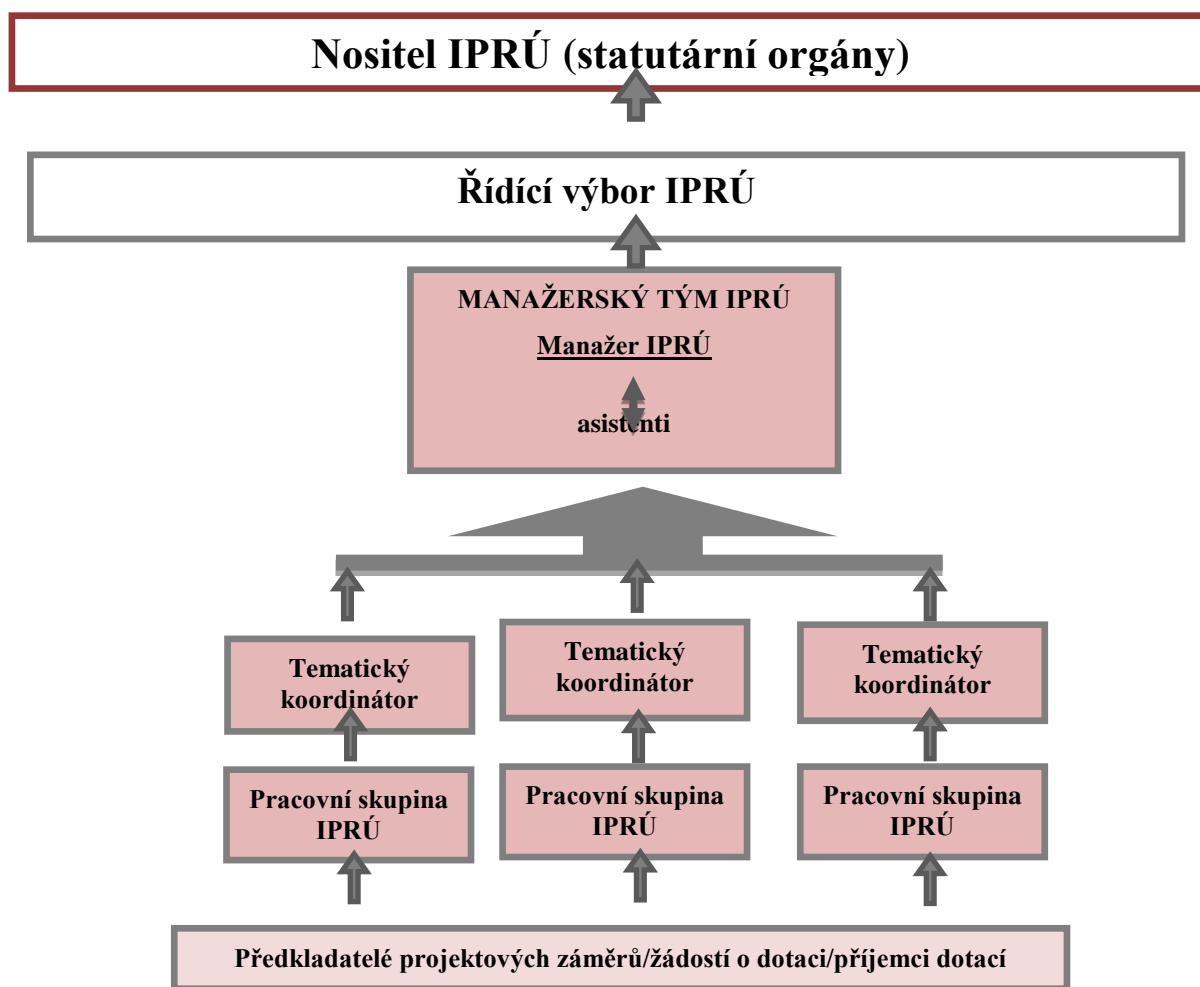 Nositel IPRÚ (statutární orgány)
Řídící výbor IPRÚ
MANAŽERSKÝ TÝM IPRÚ
Manažer IPRÚ
asistenti
Tematický
koordinátor
Tematický
koordinátor
Tematický
koordinátor
Pracovní skupina
IPRÚ
Pracovní skupina
IPRÚ
Pracovní skupina
IPRÚ
Předkladatelé projektových záměrů/žádostí o dotaci/příjemci dotací